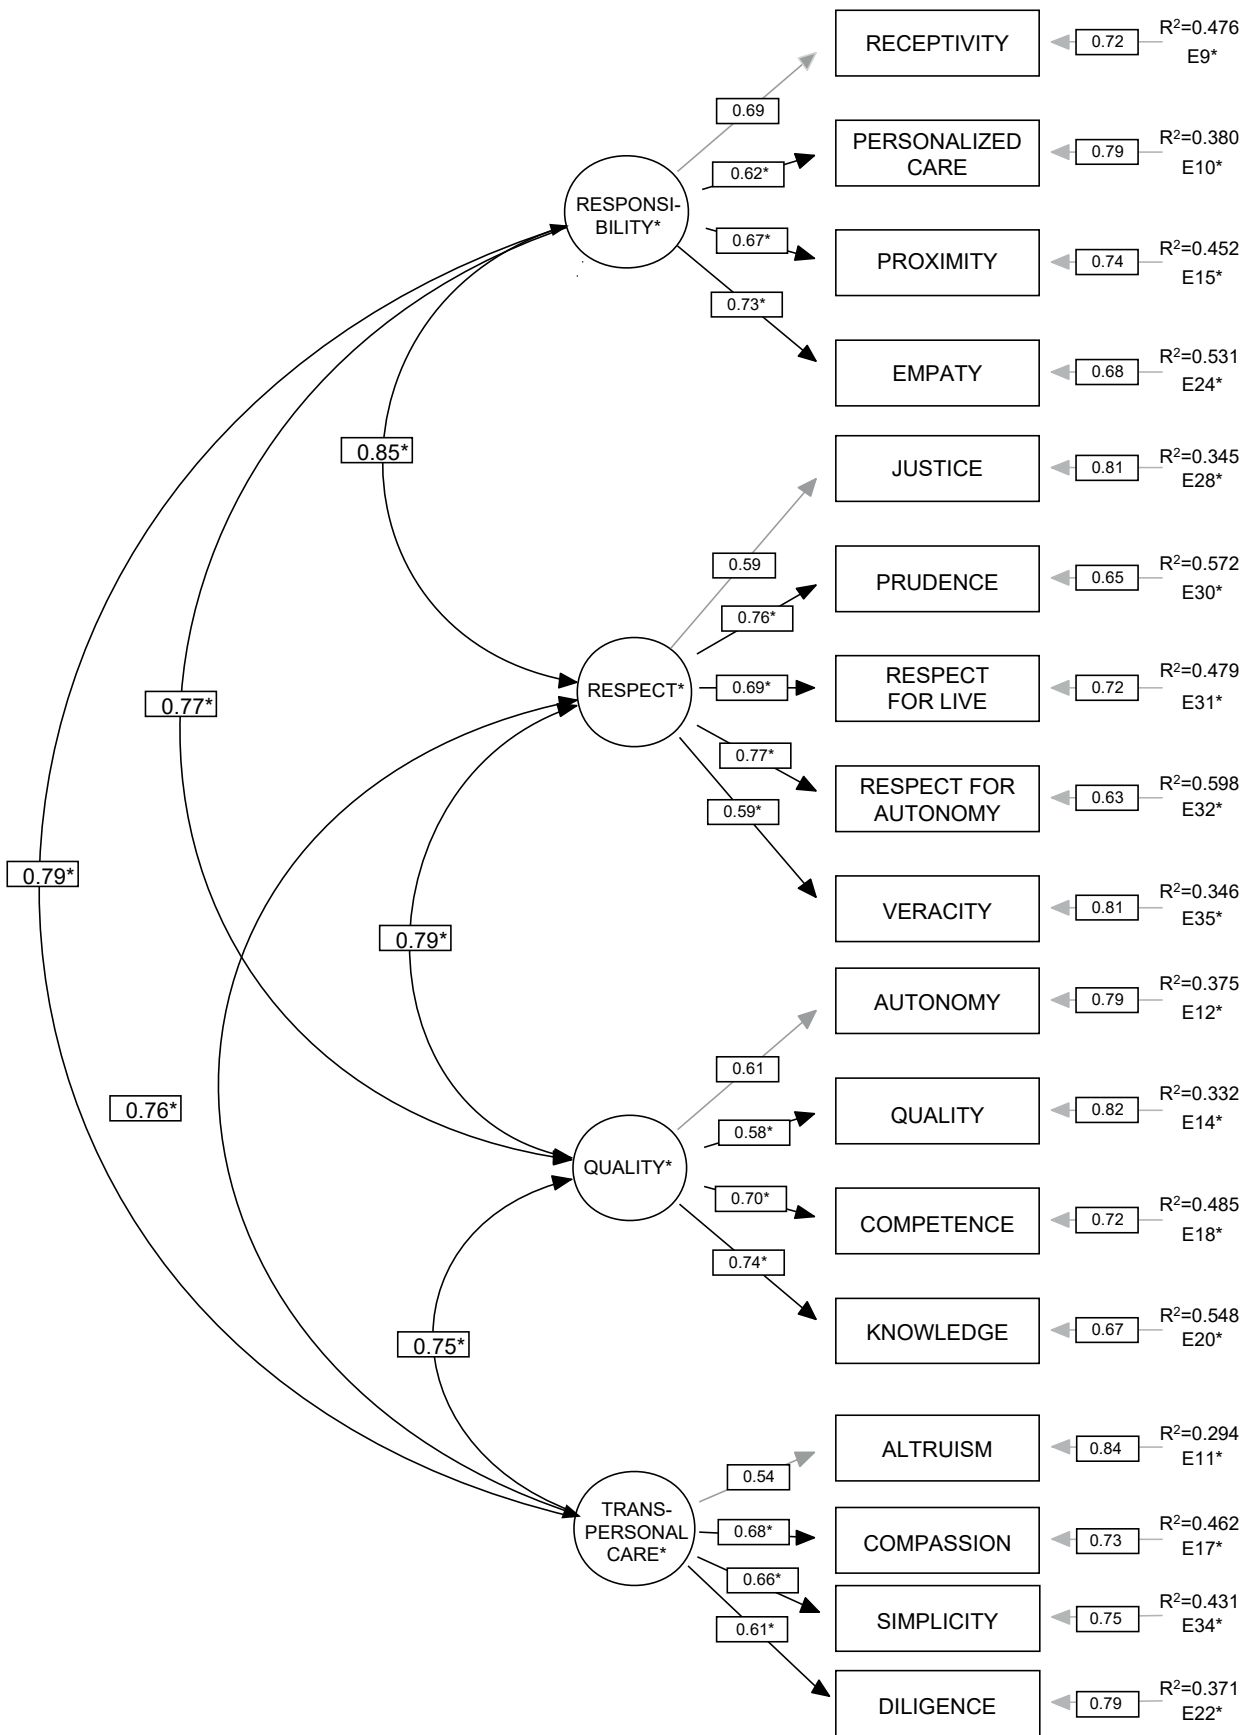 RECEPTIVITY
0.72
R²=0.476
E9*
0.69
PERSONALIZED
CARE
0.79
R²=0.380
E10*
0.62*
RESPONSI-
BILITY*
0.67*
PROXIMITY
0.74
R²=0.452
E15*
0.73*
EMPATY
0.68
R²=0.531
E24*
0.85*
JUSTICE
0.81
R²=0.345
E28*
0.59
PRUDENCE
0.65
R²=0.572
E30*
0.76*
RESPECT*
0.69*
RESPECT
FOR LIVE
0.72
R²=0.479
E31*
0.77*
0.77*
RESPECT FOR
AUTONOMY
0.63
R²=0.598
E32*
0.59*
0.79*
VERACITY
0.81
R²=0.346
E35*
0.79*
AUTONOMY
0.79
R²=0.375
E12*
0.61
0.76*
QUALITY
0.82
R²=0.332
E14*
0.58*
QUALITY*
0.70*
COMPETENCE
0.72
R²=0.485
E18*
0.74*
KNOWLEDGE
0.67
R²=0.548
E20*
0.75*
ALTRUISM
0.84
R²=0.294
E11*
0.54
TRANS-
PERSONAL
CARE*
0.68*
COMPASSION
0.73
R²=0.462
E17*
0.66*
SIMPLICITY
0.75
R²=0.431
E34*
0.61*
DILIGENCE
0.79
R²=0.371
E22*